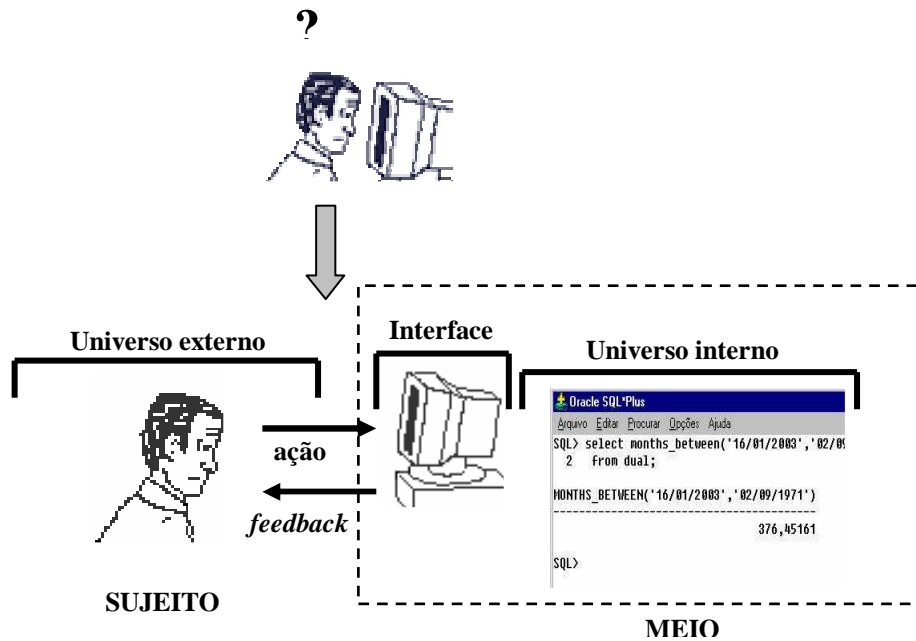 ?
Universo externo
Interface
Universo interno
ação
feedback
Oracle SQL*Plus
Arquivo Editar Procurar Opções Ajuda
SQL> select months_between('16/01/2003','02/09
2 from dual;
MONTHS_BETWEEN('16/01/2003','02/09/1971')
-----------------------------------------
376,45161
SQL>
SUJEITO
MEIO